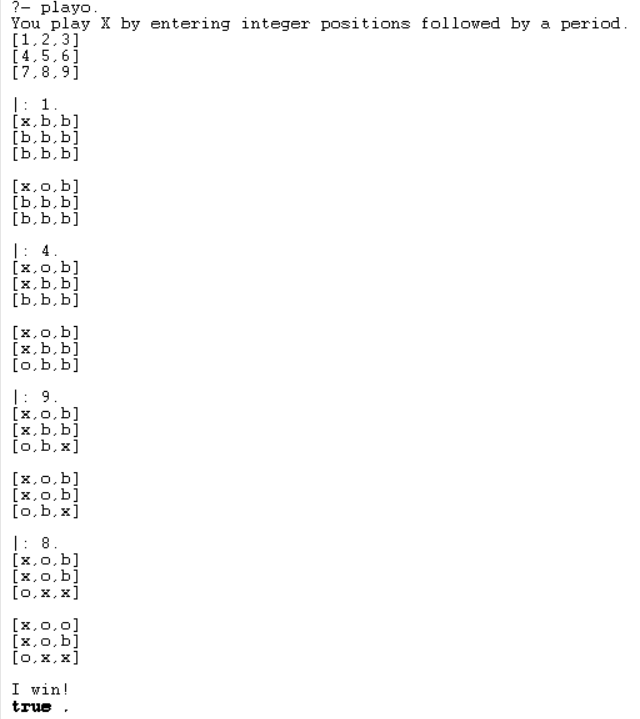 ?- playo.
You play X by entering integer positions followed by a period.
[1,2,3]
[4,5,6]
[7,8,9]
|: 1.
[x,b,b]
[b,b,b]
[b,b,b]
[x,o,b]
[b,b,b]
[b,b,b]
|: 4.
[x,o,b]
[x,b,b]
[b,b,b]
[x,o,b]
[x,b,b]
[o,b,b]
|: 9.
[x,o,b]
[x,b,b]
[o,b,x]
[x,o,b]
[x,o,b]
[o,b,x]
|: 8.
[x,o,b]
[x,o,b]
[o,x,x]
[x,o,o]
[x,o,b]
[o,x,x]
I win!
true .